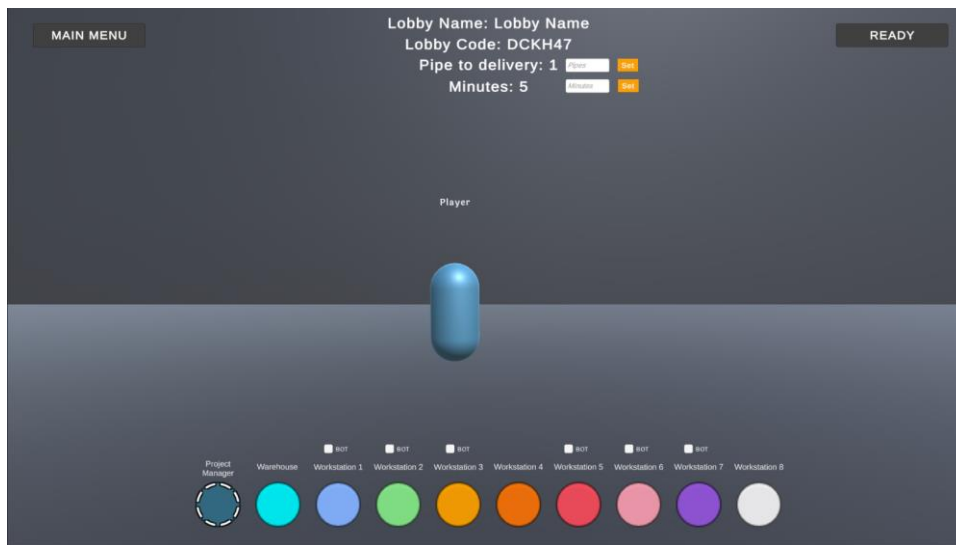 MAIN MENU
Lobby Name: Lobby Name
READY
Lobby Code: DCKH47
Pipe to delivery: 1 Pipes Set
Minutes: 5 Minutes Set
Player
BOT BOT BOT BOT BOT BOT
Project
Manager
Warehouse Workstation 1 Workstation 2 Workstation 3 Workstation 4 Workstation 5 Workstation 6 Workstation 7 Workstation 8